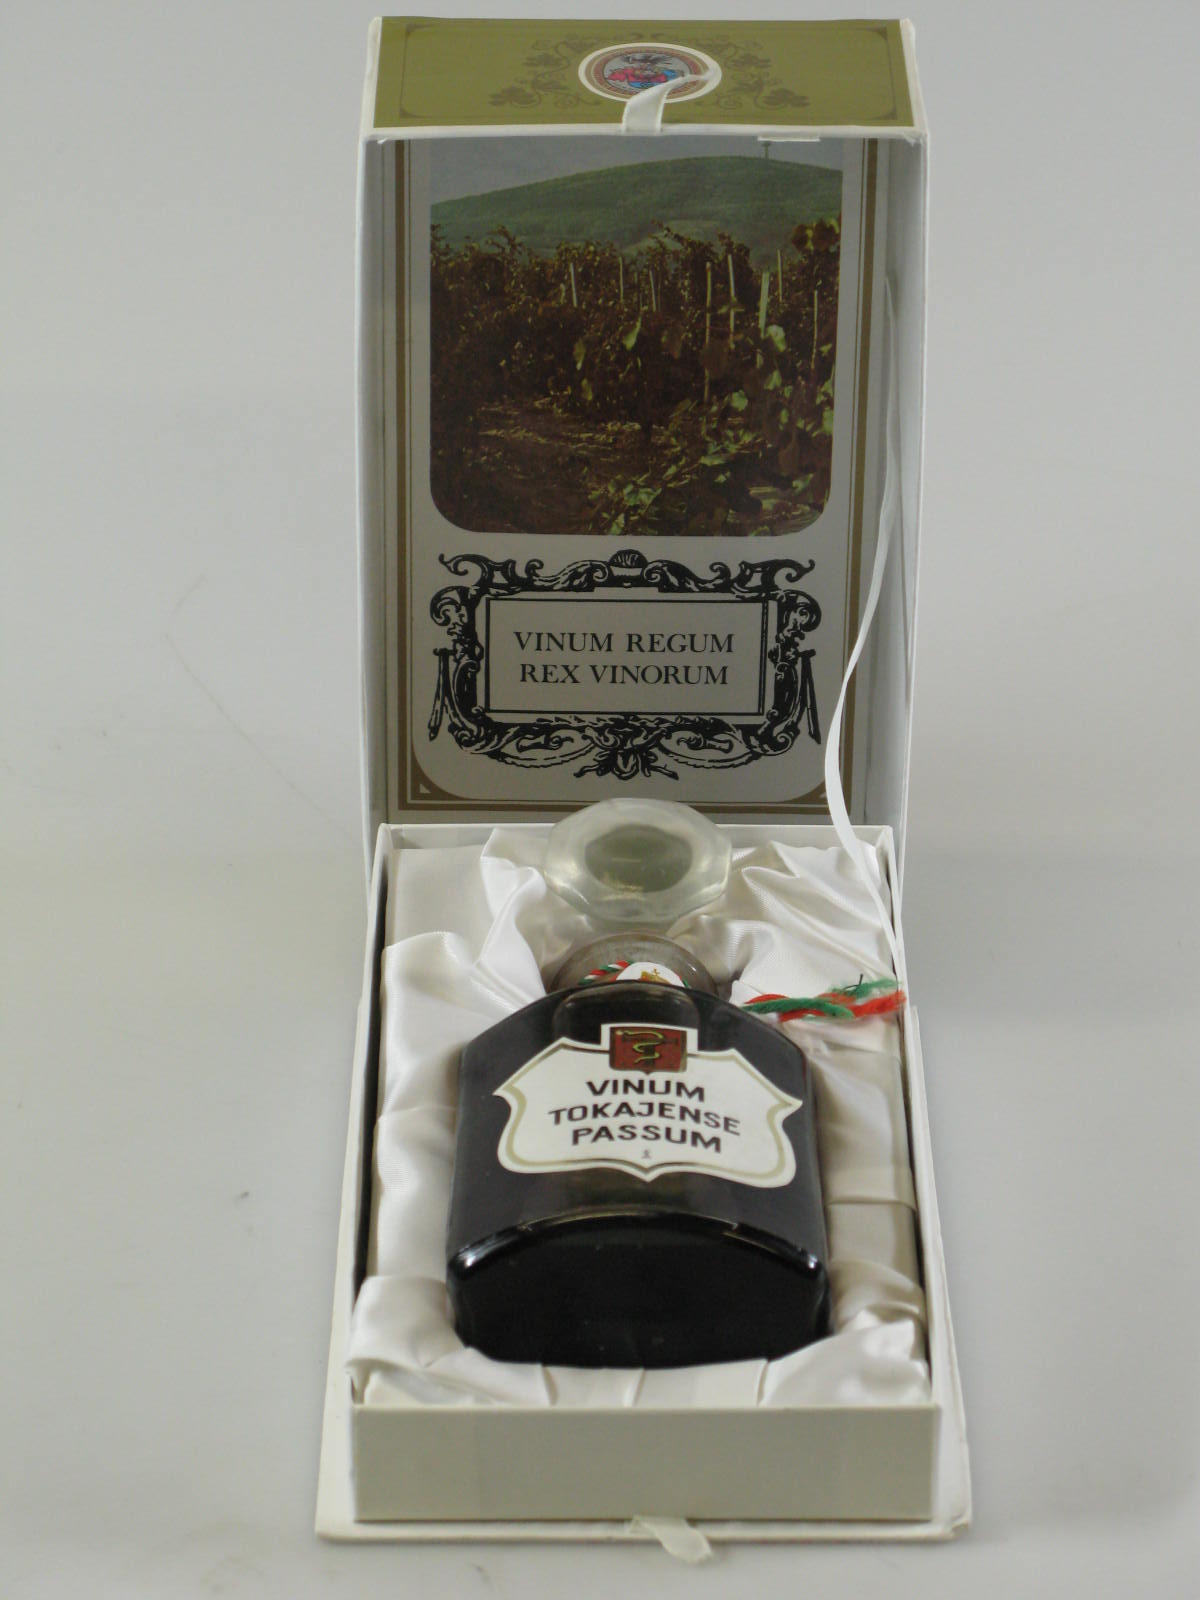 VINUM REGUM
REX VINORUM
VINUM
TOKAJENSE
PASSUM